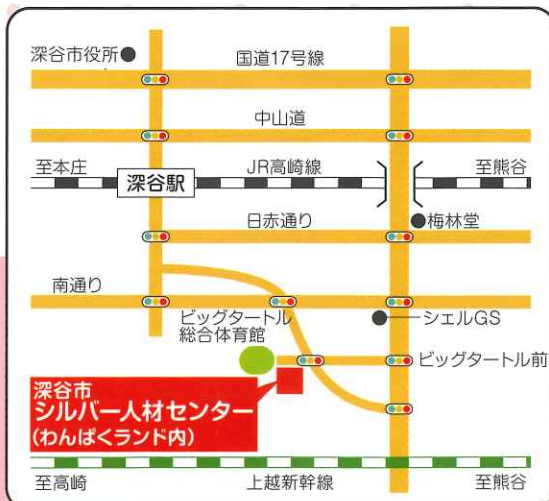 深谷市役所
国道17号線
中山道
至本庄
JR高崎線
至熊谷
深谷駅
日赤通り
梅林堂
南通り
ビッグタートル
総合体育館
シェルGS
ビッグタートル前
深谷市
シルバー人材センター
(わんぱくランド内)
至高崎
上越新幹線
至熊谷